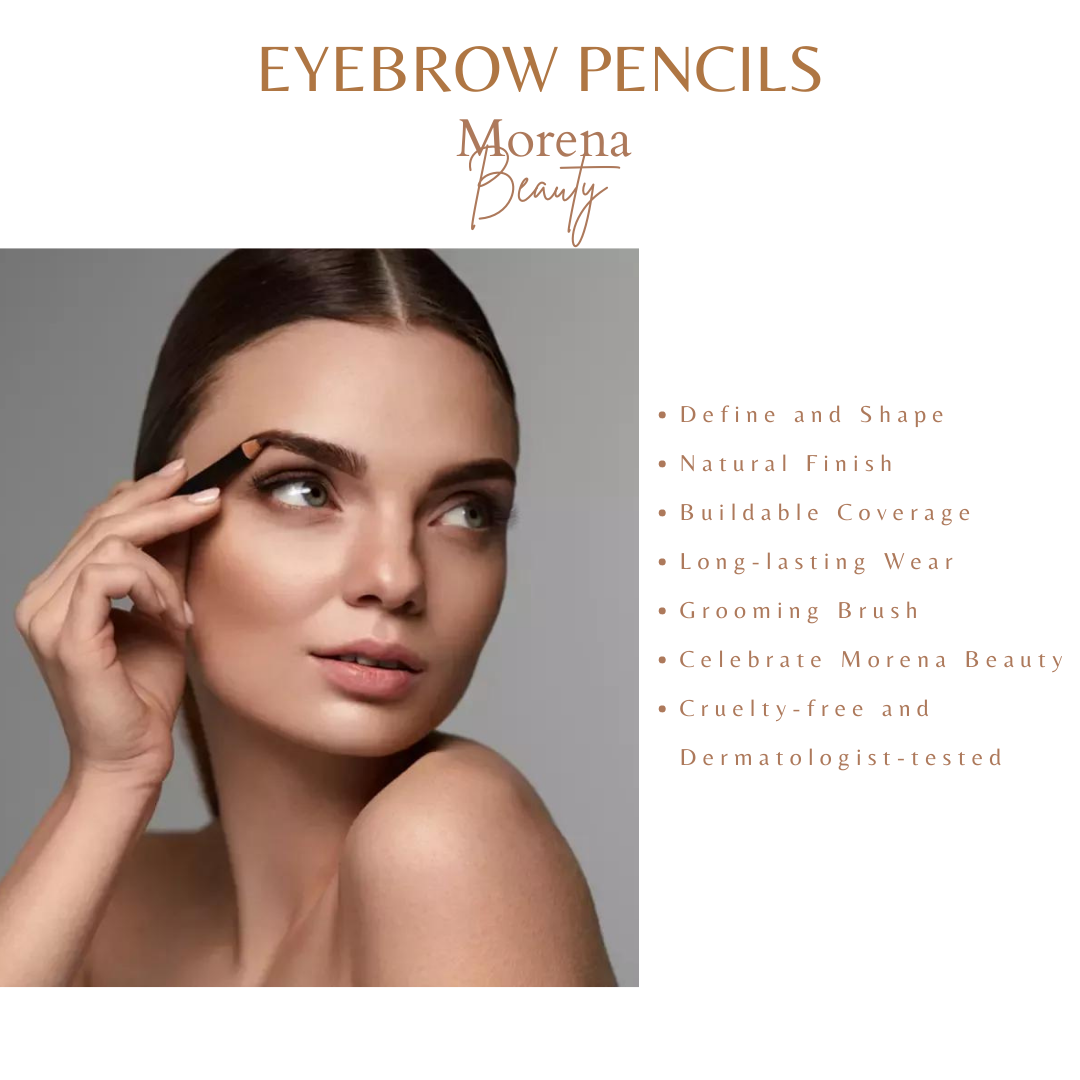 EYEBROW PENCILS
Morena
Beauty
• Define and Shape
• Natural Finish
• Buildable Coverage
• Long-lasting Wear
• Grooming Brush
• Celebrate Morena Beauty
• Cruelty-free and
Dermatologist-tested